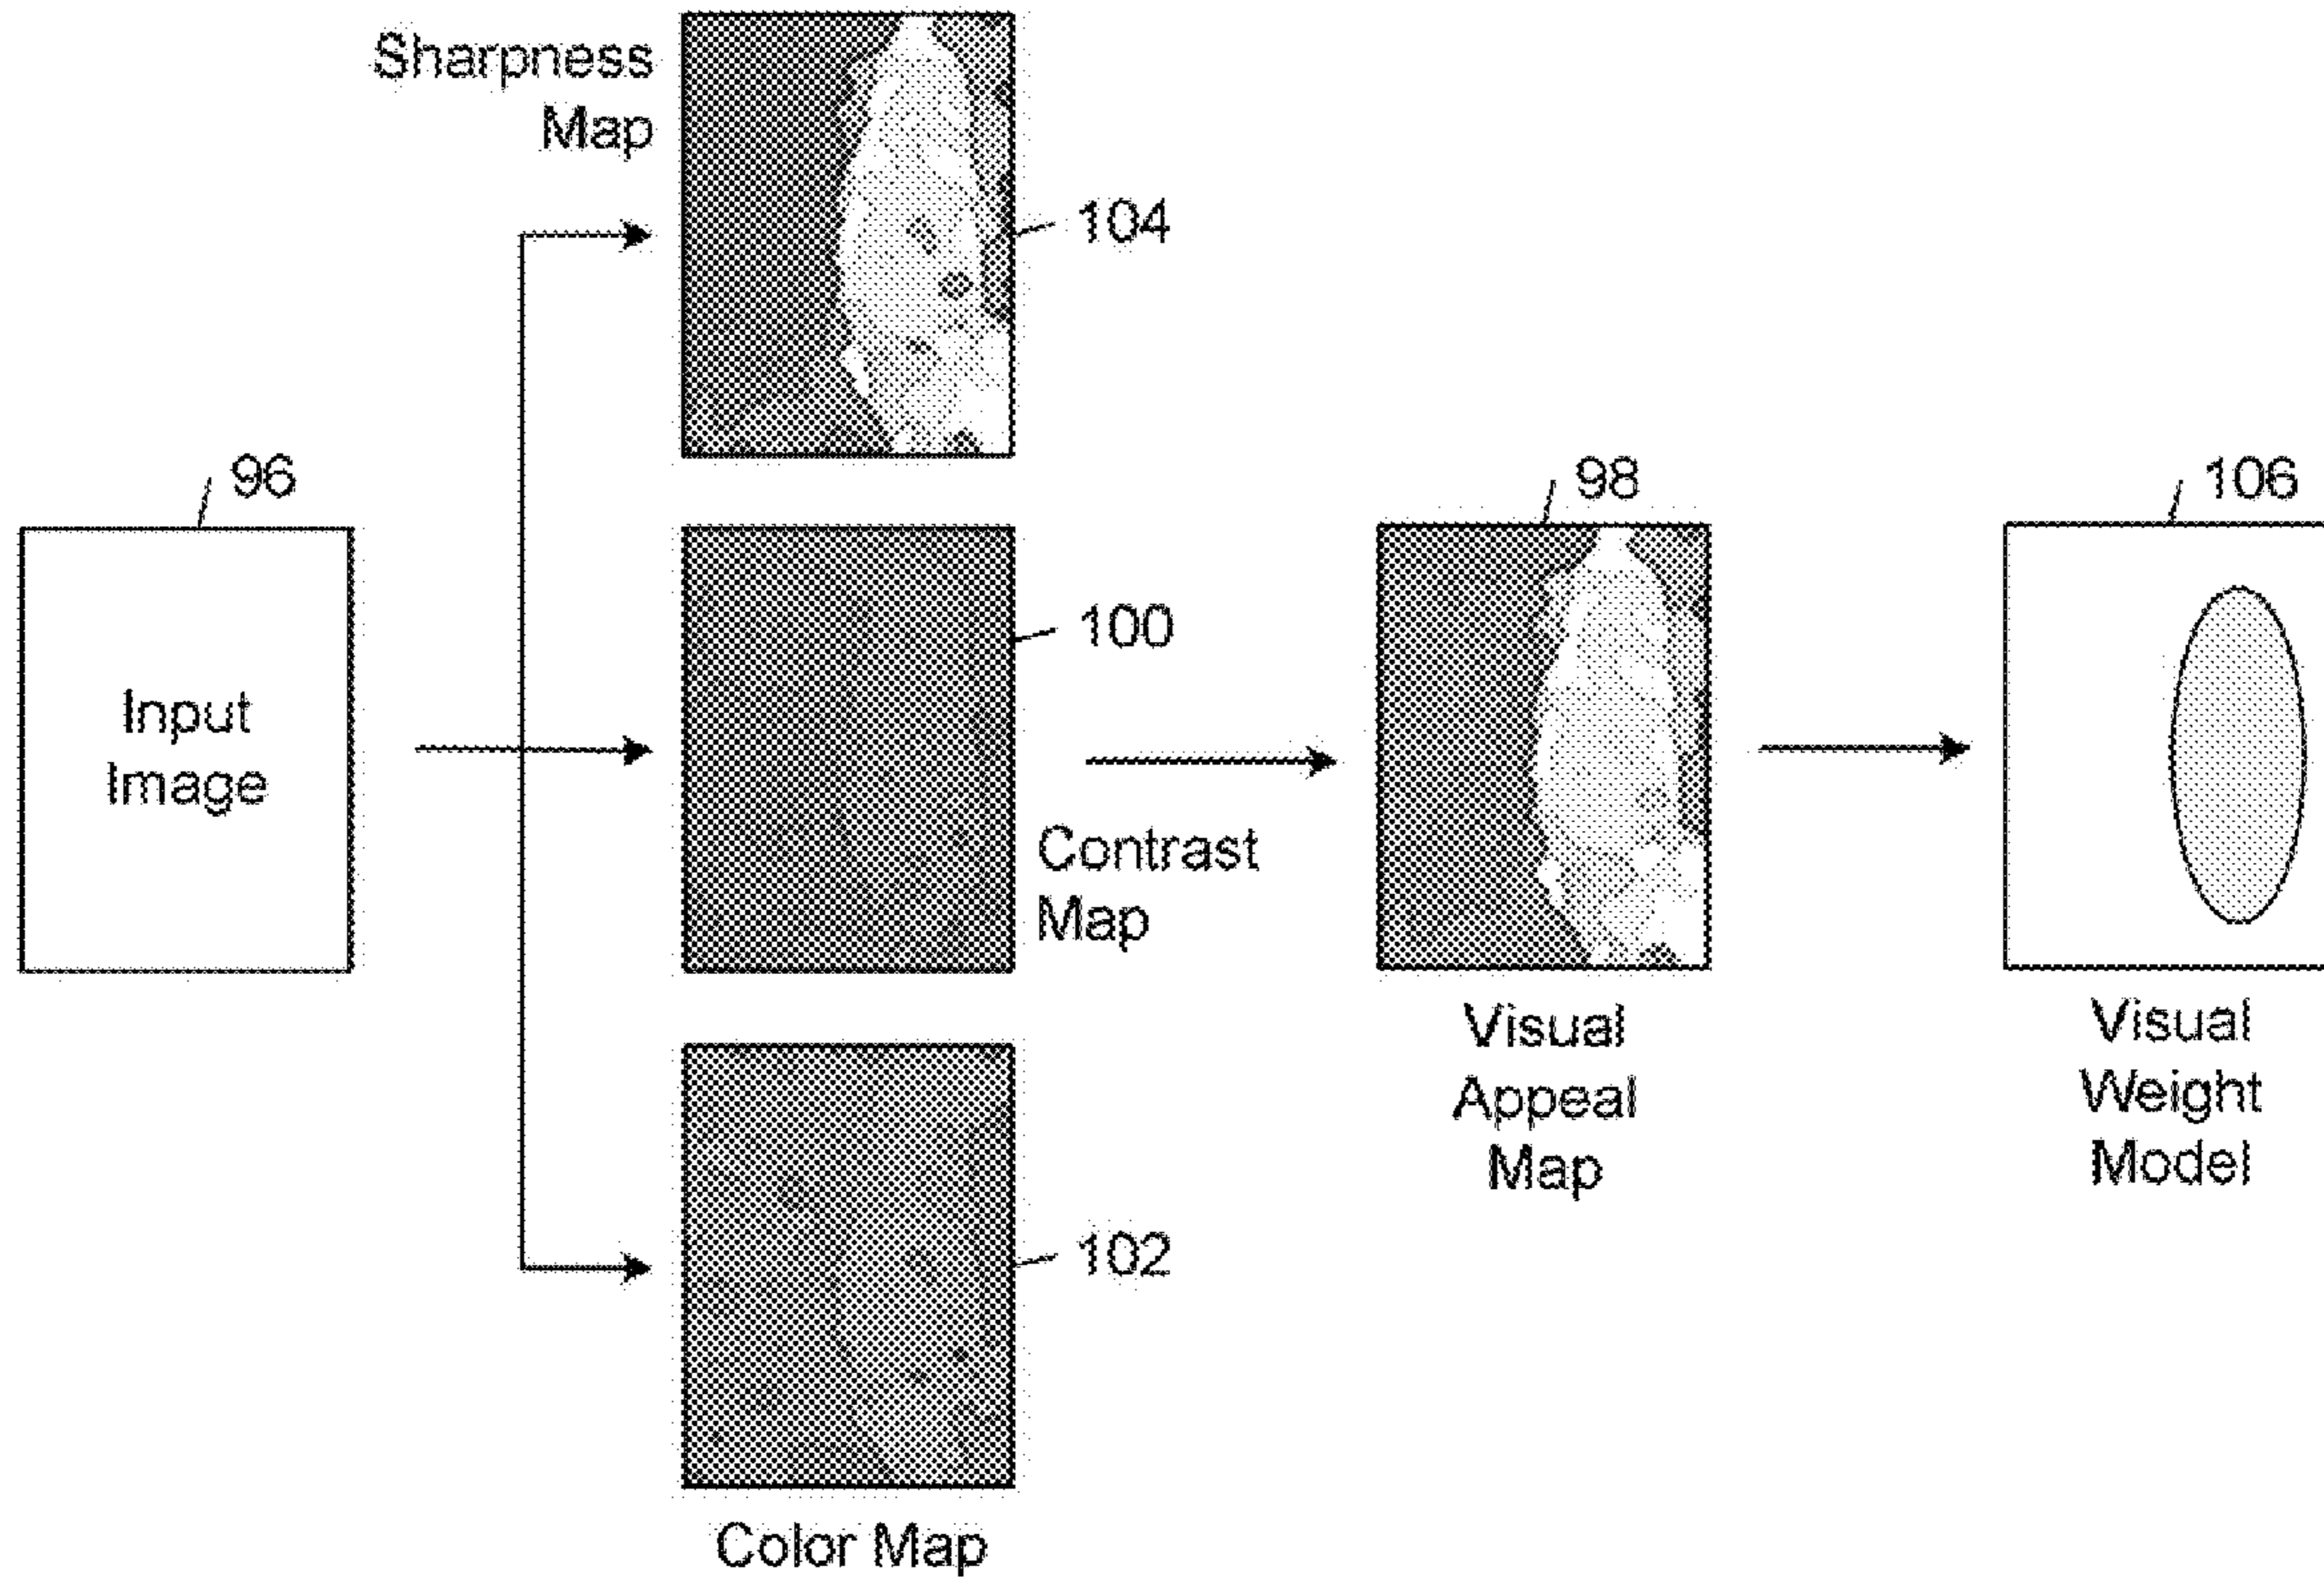 Sharpness
Map
104
96
Input
Image
100
Contrast
Map
98
Visual
Appeal
Map
106
Visual
Weight
Model
102
Color Map